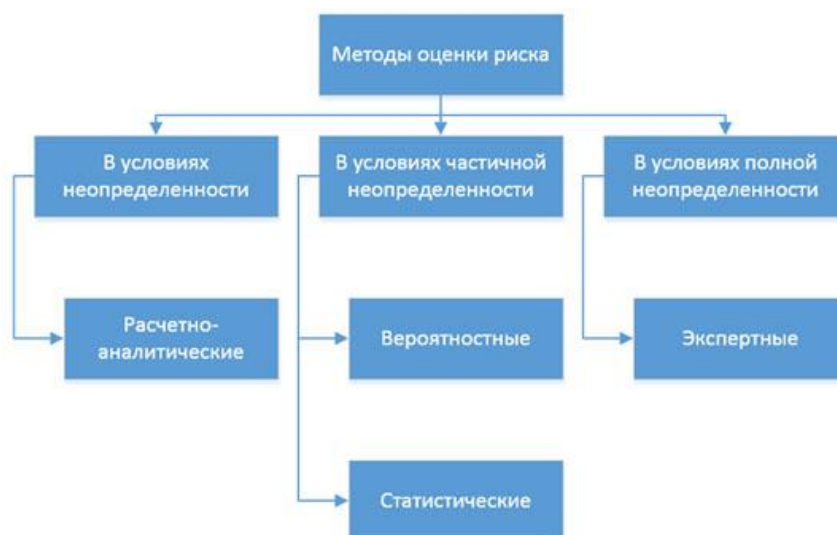 Методы оценки риска
В условиях
неопределенности
В условиях частичной
неопределенности
В условиях полной
неопределенности
Расчетно-
аналитические
Вероятностные
Экспертные
Статистические